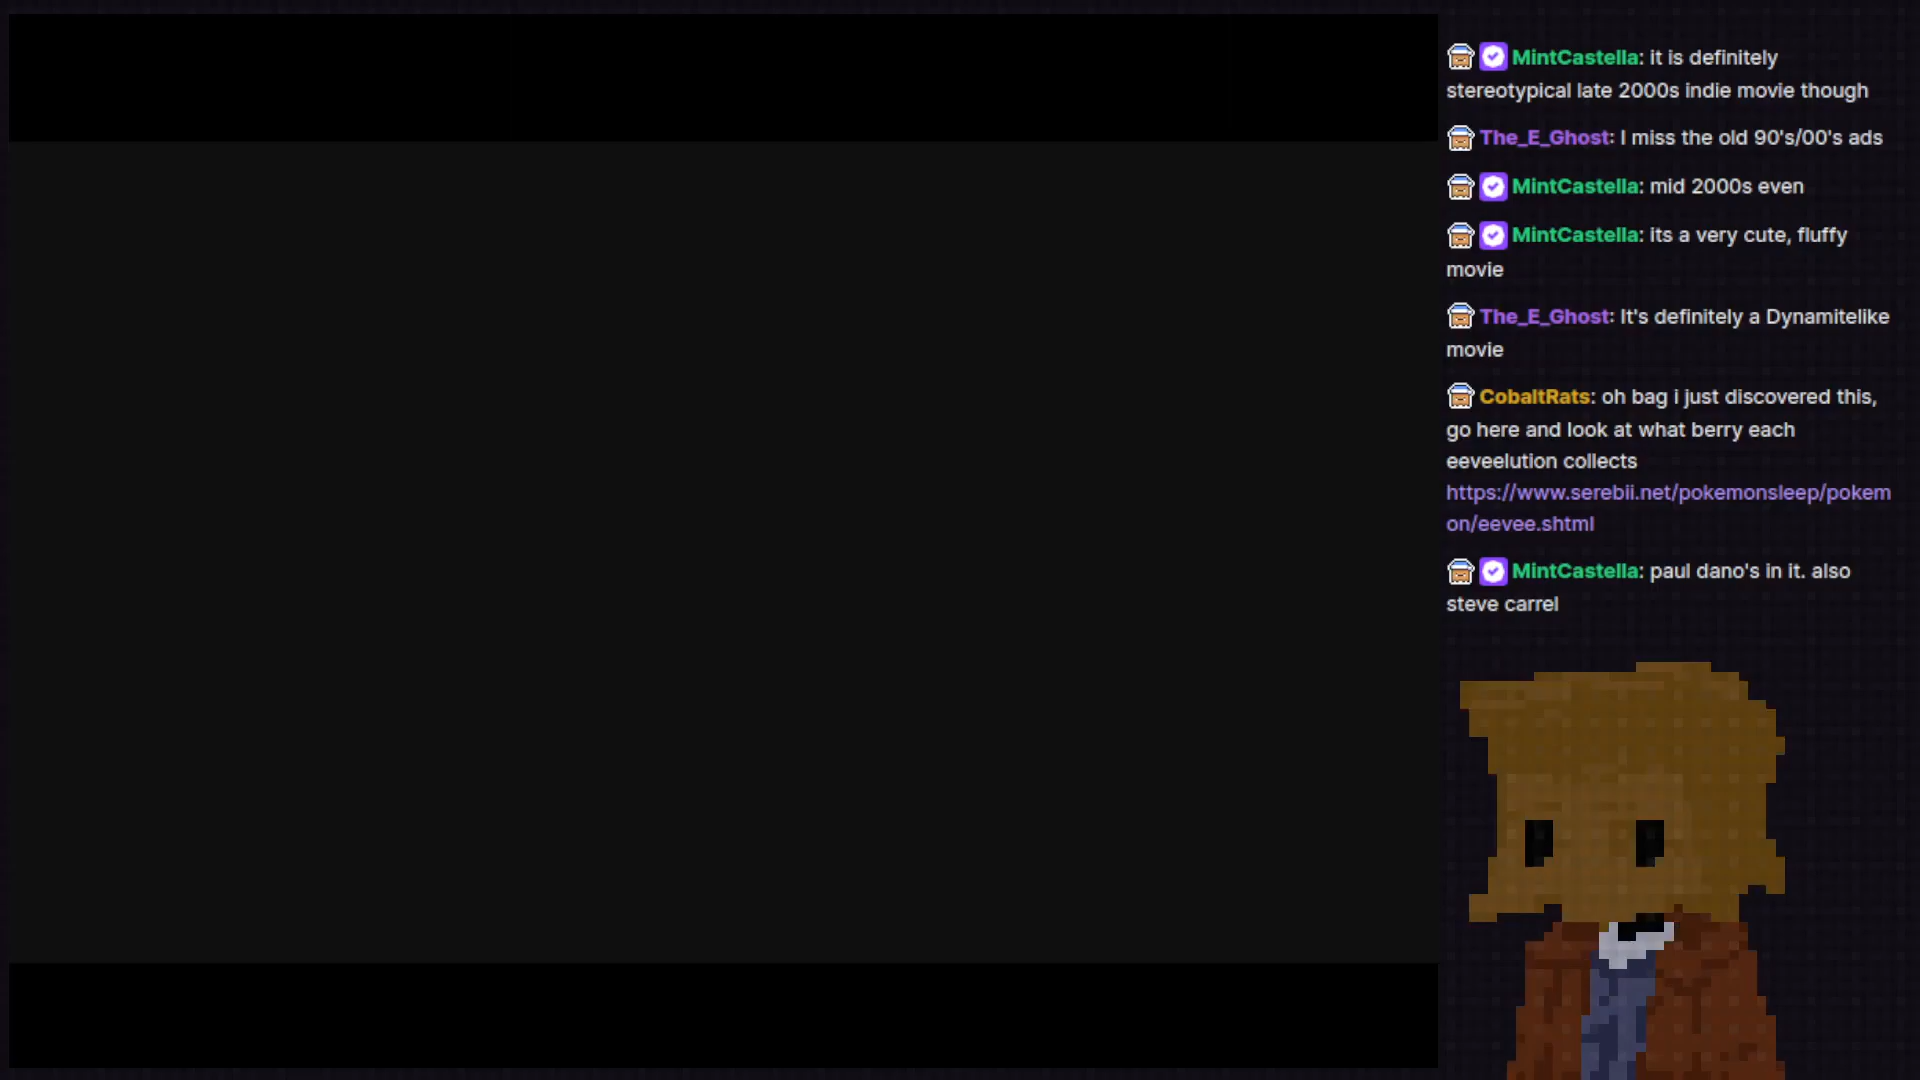 MintCastella: it is definitely
stereotypical late 2000s indie movie though
The_E_Ghost: I miss the old 90's/00's ads
MintCastella: mid 2000s even
MintCastella: its a very cute, fluffy
movie
The_E_Ghost: It's definitely a Dynamitelike
movie
CobaltRats: oh bag i just discovered this,
go here and look at what berry each
eeveelution collects
https://www.serebii.net/pokemonsleep/pokem
on/eevee.shtml
MintCastella: paul dano's in it. also
steve carrel